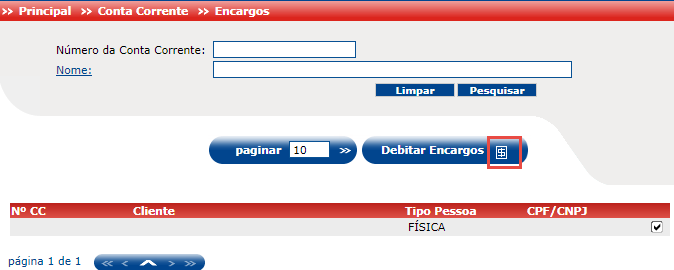 >> Principal >> Conta Corrente >> Encargos
Número da Conta Corrente:
Nome:
Limpar Pesquisar
paginar 10 >> Debitar Encargos $
Nº CC Cliente Tipo Pessoa CPF/CNPJ
FÍSICA
página 1 de 1 << < > >>